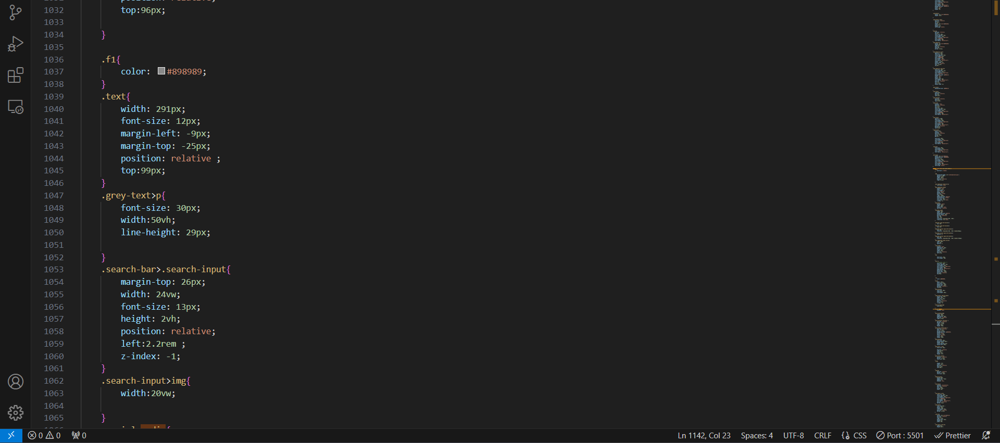 1032 top:96px;
1033
1034 }
1035
1036 .f1{
1037 color: #898989;
1038 }
1039 .text{
1040 width: 291px;
1041 font-size: 12px;
1042 margin-left: -9px;
1043 margin-top: -25px;
1044 position: relative ;
1045 top:99px;
1046 }
1047 .grey-text>p{
1048 font-size: 30px;
1049 width:50vh;
1050 line-height: 29px;
1051
1052 }
1053 .search-bar>.search-input{
1054 margin-top: 26px;
1055 width: 24vw;
1056 font-size: 13px;
1057 height: 2vh;
1058 position: relative;
1059 left:2.2rem ;
1060 z-index: -1;
1061 }
1062 .search-input>img{
1063 width:20vw;
1064
1065 }
0 0 0 Ln 1142, Col 23 Spaces: 4 UTF-8 CRLF CSS Port : 5501 Prettier